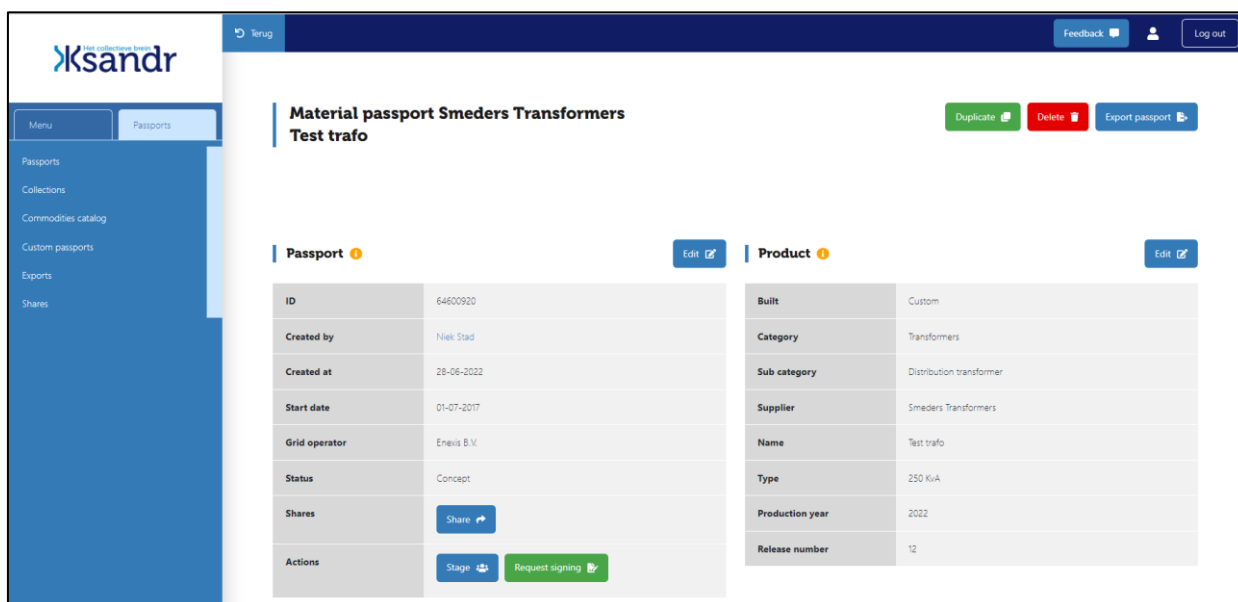 Het collectieve brein
Ksandr
Terug
Feedback
Log out
Menu
Passports
Passports
Collections
Commodities catalog
Custom passports
Exports
Shares
Material passport Smeders Transformers
Test trafo
Duplicate
Delete
Export passport
Passport
Edit
ID 64600920
Created by Niek Stad
Created at 28-06-2022
Start date 01-07-2017
Grid operator Enexis B.V.
Status Concept
Shares Share
Actions Stage Request signing
Product
Edit
Built Custom
Category Transformers
Sub category Distribution transformer
Supplier Smeders Transformers
Name Test trafo
Type 250 KvA
Production year 2022
Release number 12